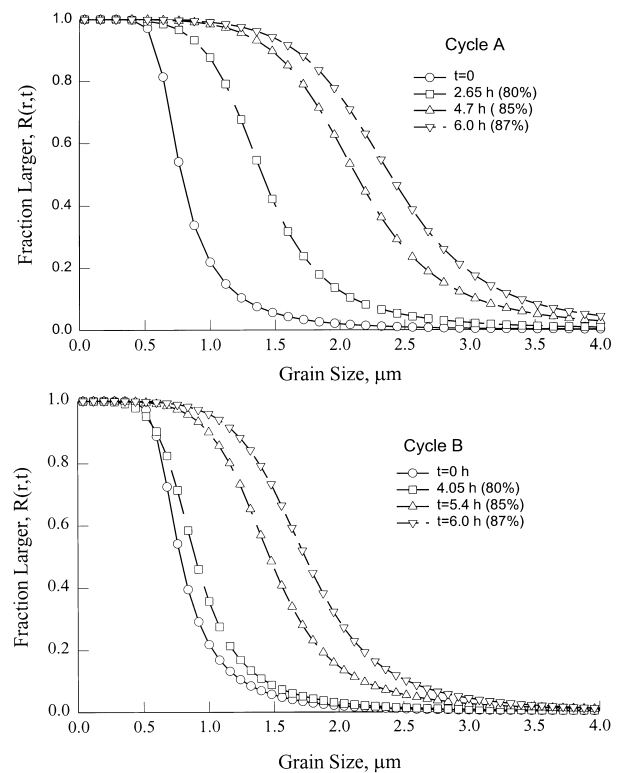 Cycle A
t=0
2.65 h (80%)
4.7 h ( 85%)
6.0 h (87%)
Fraction Larger, R(r,t)
1.0
0.8
0.6
0.4
0.2
0.0
0.0 0.5 1.0 1.5 2.0 2.5 3.0 3.5 4.0
Grain Size, μm
Cycle B
t=0 h
4.05 h (80%)
t=5.4 h (85%)
t=6.0 h (87%)
Fraction Larger, R(r,t)
1.0
0.8
0.6
0.4
0.2
0.0
0.0 0.5 1.0 1.5 2.0 2.5 3.0 3.5 4.0
Grain Size, μm